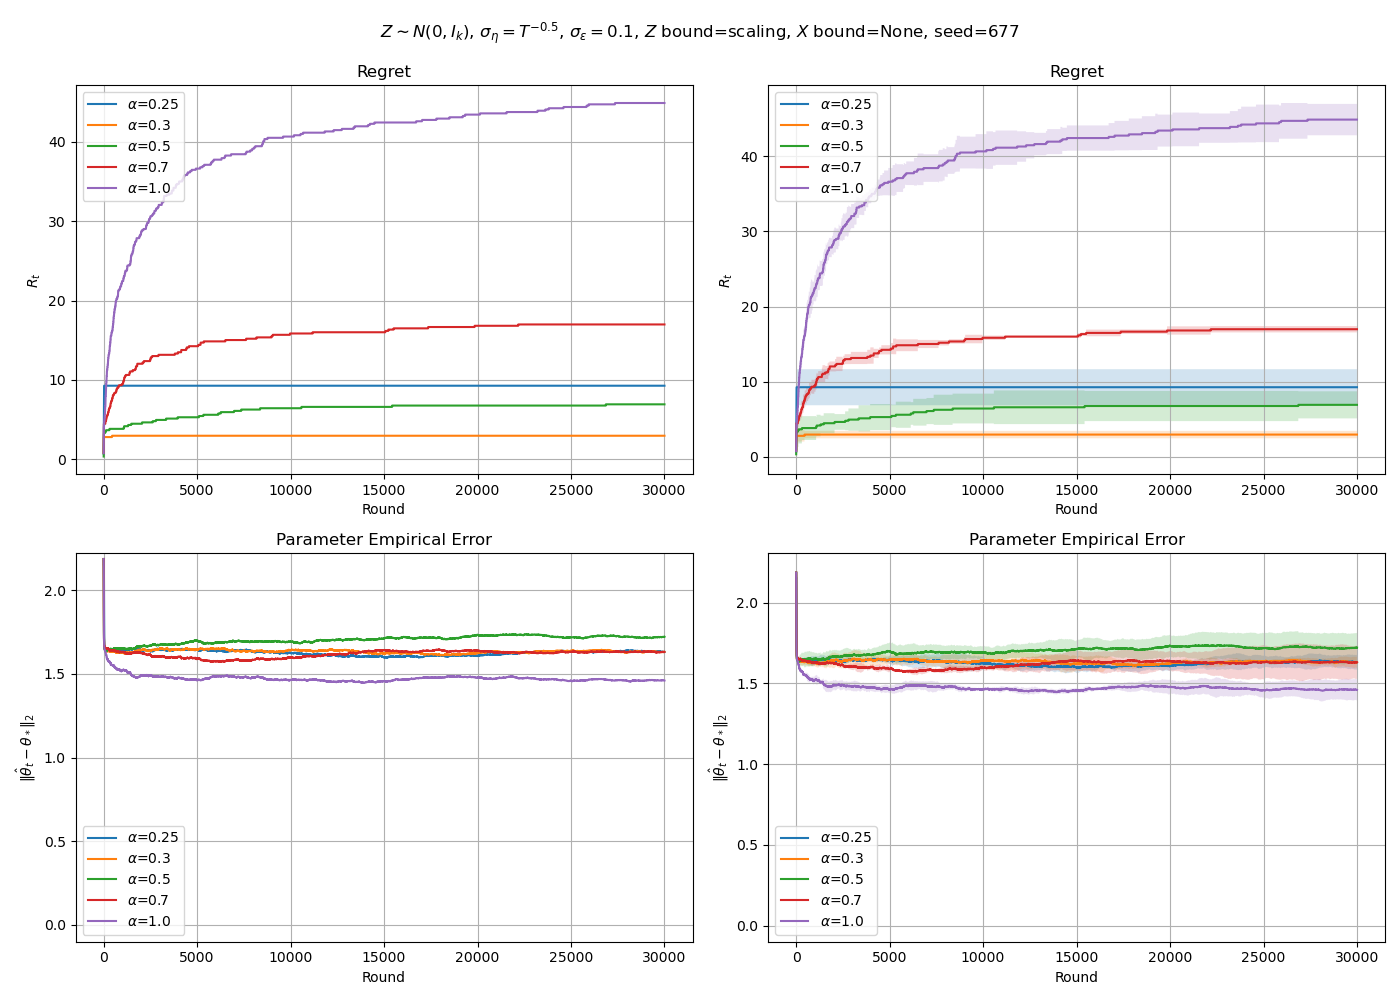 Z ∼ N(0, I_k), σ_η = T^{−0.5}, σ_ε = 0.1, Z bound=scaling, X bound=None, seed=677
Regret
R_t
40
30
20
10
0
α=0.25
α=0.3
α=0.5
α=0.7
α=1.0
0 5000 10000 15000 20000 25000 30000
Round
Regret
R_t
40
30
20
10
0
α=0.25
α=0.3
α=0.5
α=0.7
α=1.0
0 5000 10000 15000 20000 25000 30000
Round
Parameter Empirical Error
‖θ̂_t − θ_*‖_2
2.0
1.5
1.0
0.5
0.0
α=0.25
α=0.3
α=0.5
α=0.7
α=1.0
0 5000 10000 15000 20000 25000 30000
Round
Parameter Empirical Error
‖θ̂_t − θ_*‖_2
2.0
1.5
1.0
0.5
0.0
α=0.25
α=0.3
α=0.5
α=0.7
α=1.0
0 5000 10000 15000 20000 25000 30000
Round